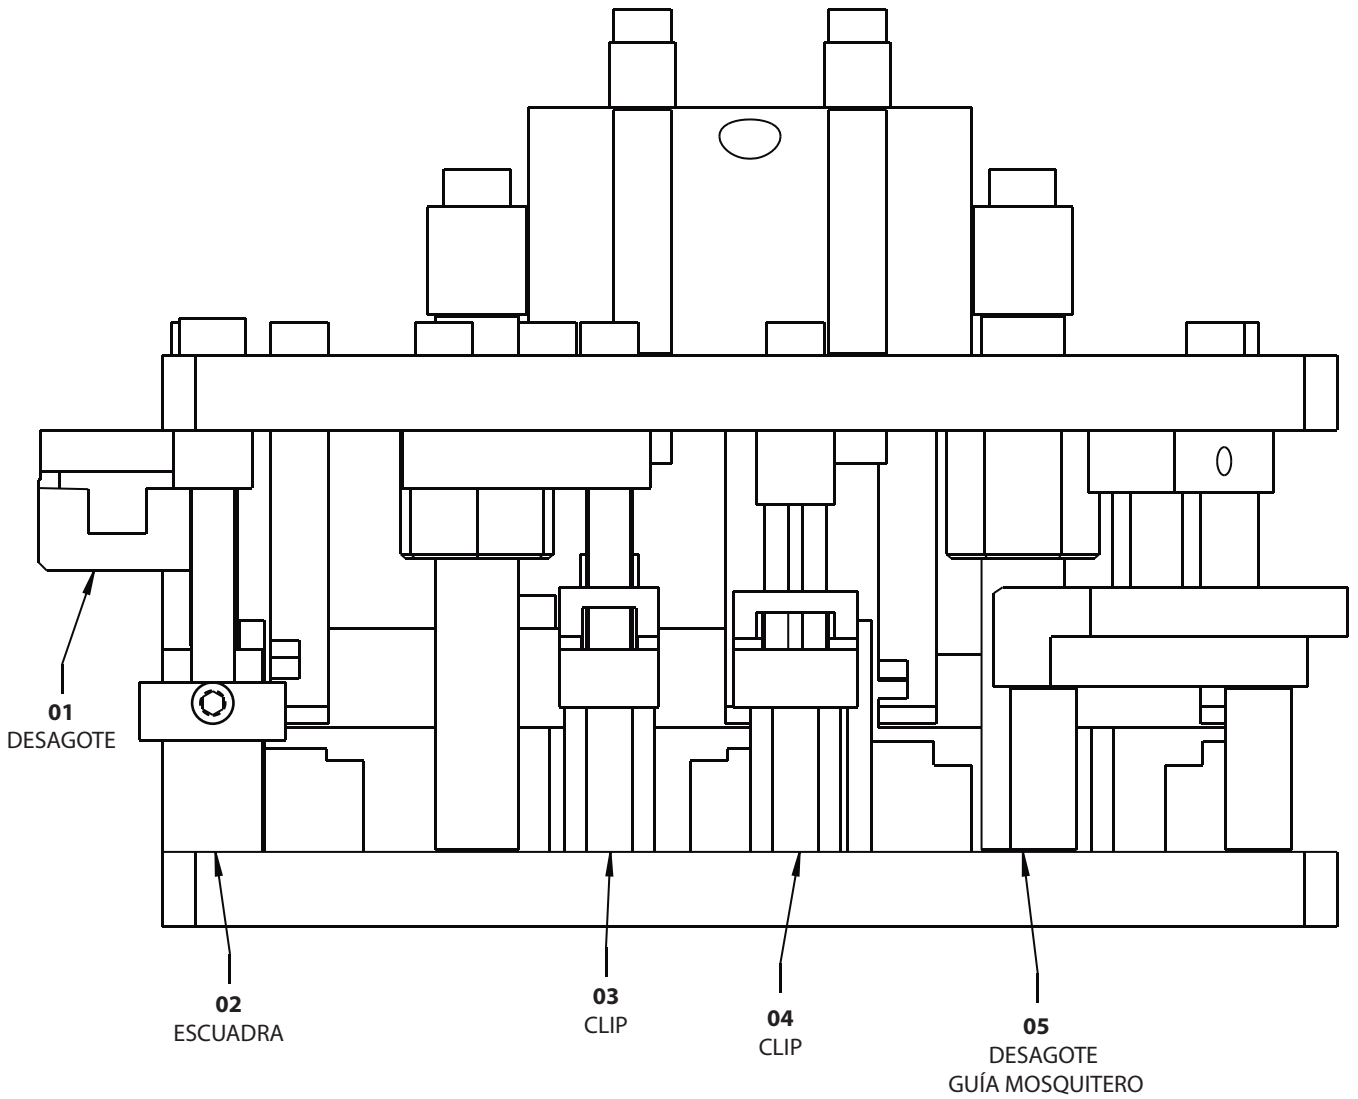 01
DESAGOTE
02
ESCUADRA
03
CLIP
04
CLIP
05
DESAGOTE
GUÍA MOSQUITERO